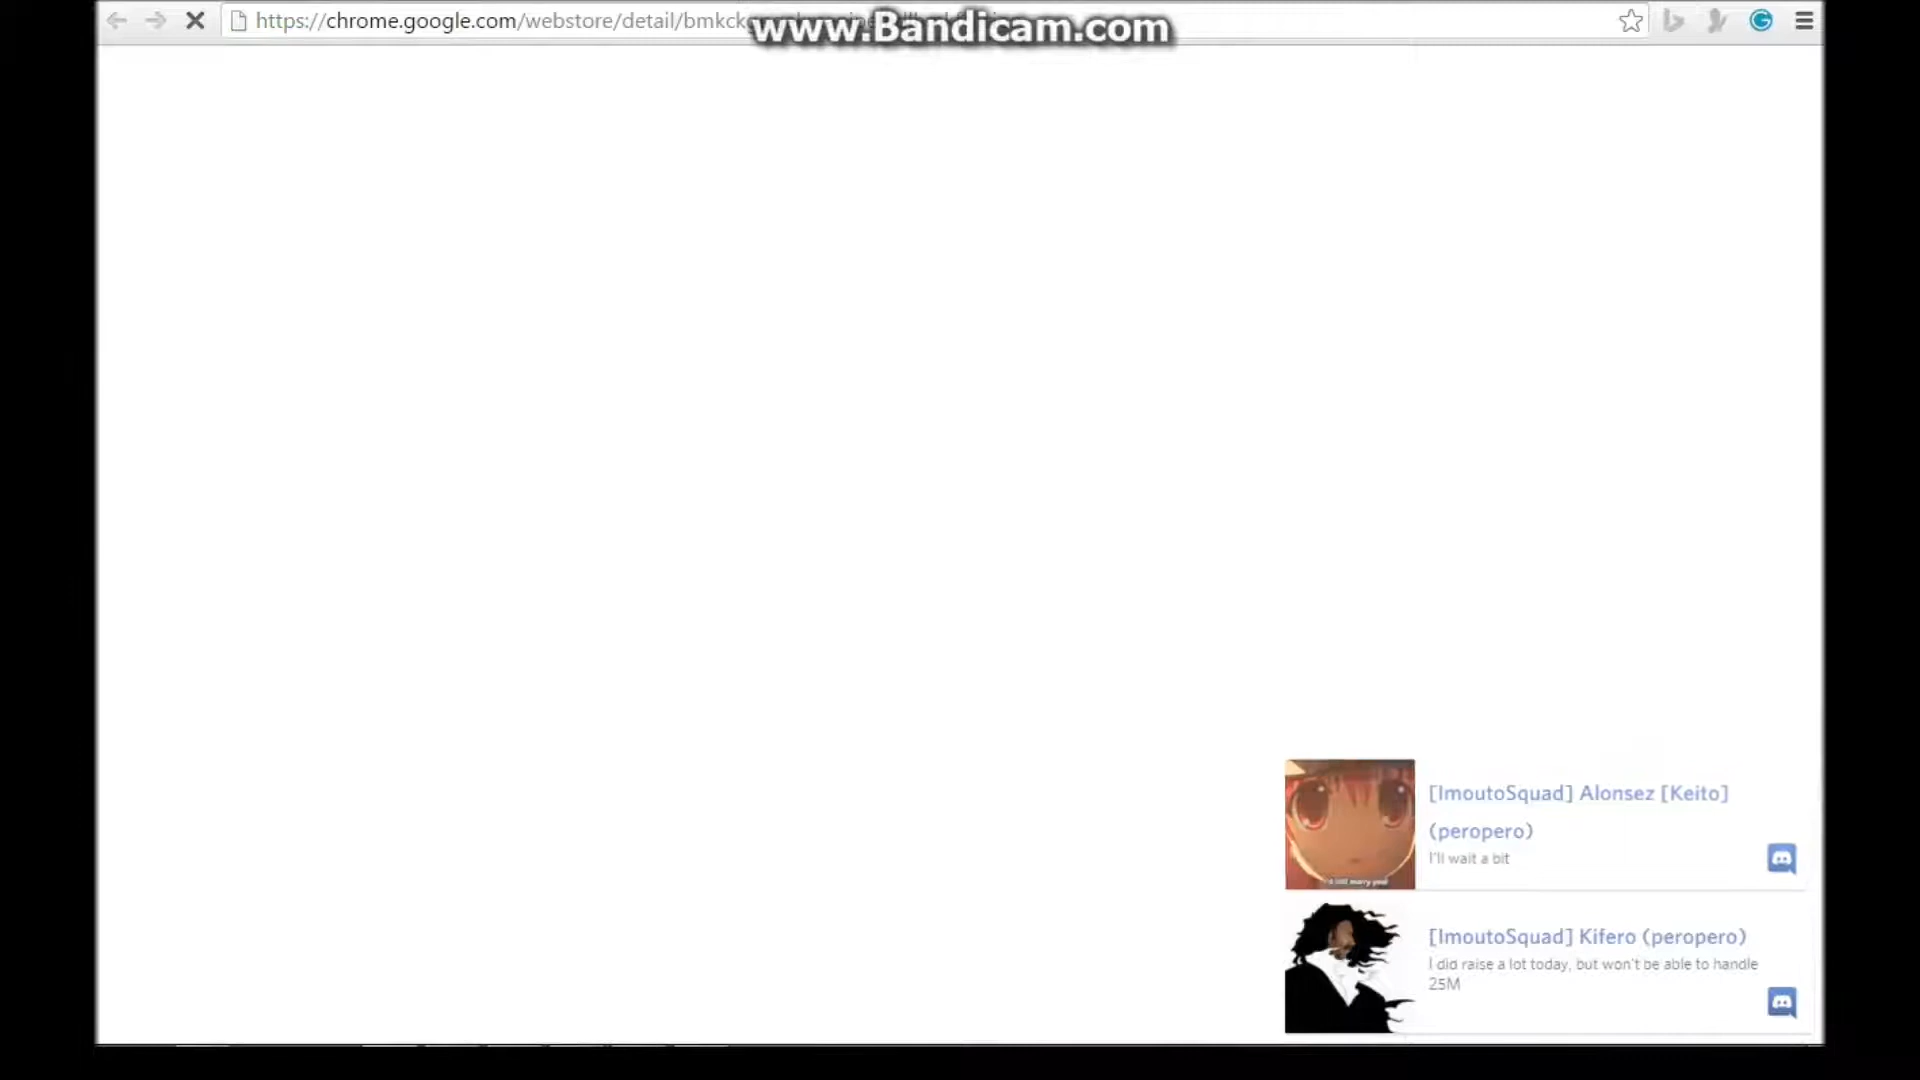 https://chrome.google.com/webstore/detail/bmkck
www.Bandicam.com
[ImoutoSquad] Alonsez [Keito]
(peropero)
I'll wait a bit
[ImoutoSquad] Kifero (peropero)
I did raise a lot today, but won't be able to handle
25M